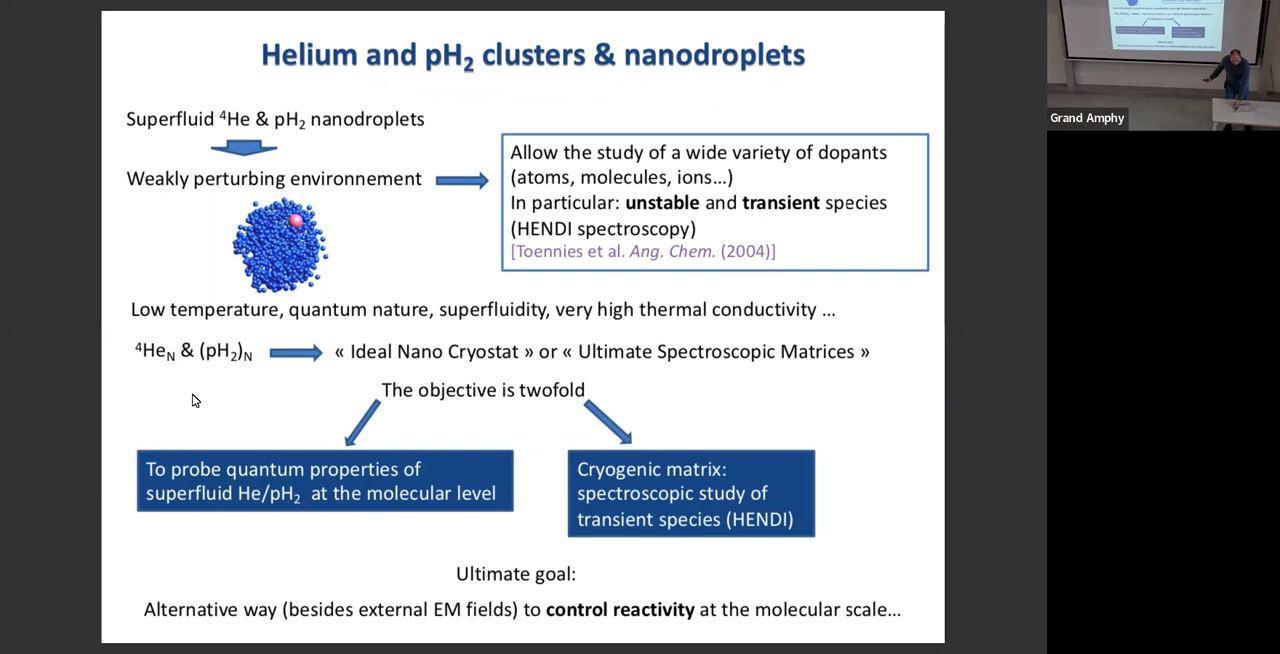 Helium and pH₂ clusters & nanodroplets
Superfluid ⁴He & pH₂ nanodroplets
Weakly perturbing environnement
Allow the study of a wide variety of dopants
(atoms, molecules, ions...)
In particular: unstable and transient species
(HENDI spectroscopy)
[Toennies et al. Ang. Chem. (2004)]
Low temperature, quantum nature, superfluidity, very high thermal conductivity ...
⁴Heₙ & (pH₂)ₙ
« Ideal Nano Cryostat » or « Ultimate Spectroscopic Matrices »
The objective is twofold
To probe quantum properties of
superfluid He/pH₂ at the molecular level
Cryogenic matrix:
spectroscopic study of
transient species (HENDI)
Ultimate goal:
Alternative way (besides external EM fields) to control reactivity at the molecular scale...
Grand Amphy